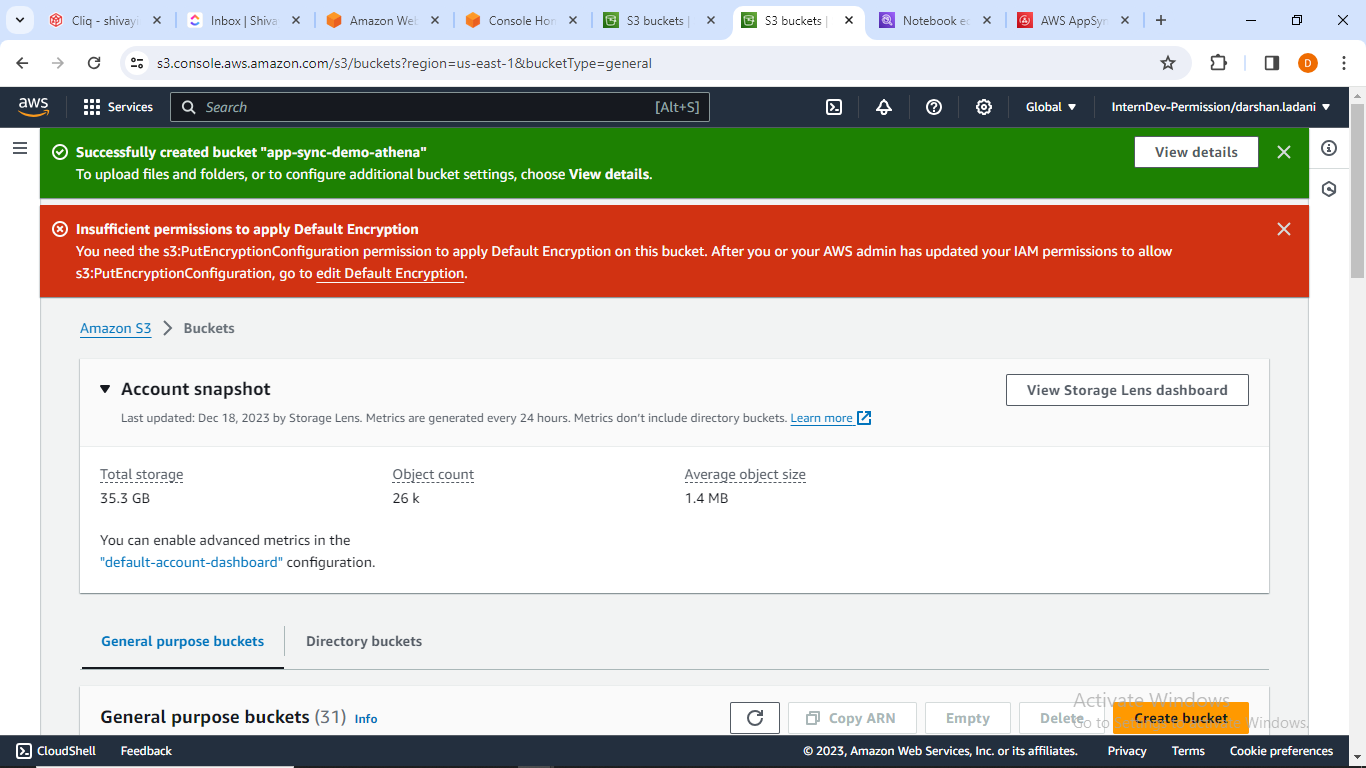 Cliq - shivayi
Inbox | Shiva
Amazon Web
Console Hom
S3 buckets |
S3 buckets |
Notebook ed
AWS AppSyn
s3.console.aws.amazon.com/s3/buckets?region=us-east-1&bucketType=general
D
aws
Services
Search
[Alt+S]
Global
InternDev-Permission/darshan.ladani
Successfully created bucket "app-sync-demo-athena"
To upload files and folders, or to configure additional bucket settings, choose View details.
View details
Insufficient permissions to apply Default Encryption
You need the s3:PutEncryptionConfiguration permission to apply Default Encryption on this bucket. After you or your AWS admin has updated your IAM permissions to allow
s3:PutEncryptionConfiguration, go to edit Default Encryption.
Amazon S3
Buckets
Account snapshot
Last updated: Dec 18, 2023 by Storage Lens. Metrics are generated every 24 hours. Metrics don't include directory buckets. Learn more
View Storage Lens dashboard
Total storage
35.3 GB
Object count
26 k
Average object size
1.4 MB
You can enable advanced metrics in the
"default-account-dashboard" configuration.
General purpose buckets
Directory buckets
General purpose buckets (31) Info
Copy ARN
Empty
Delete
Create bucket
Activate Windows
Go to
Windows.
CloudShell
Feedback
© 2023, Amazon Web Services, Inc. or its affiliates.
Privacy
Terms
Cookie preferences